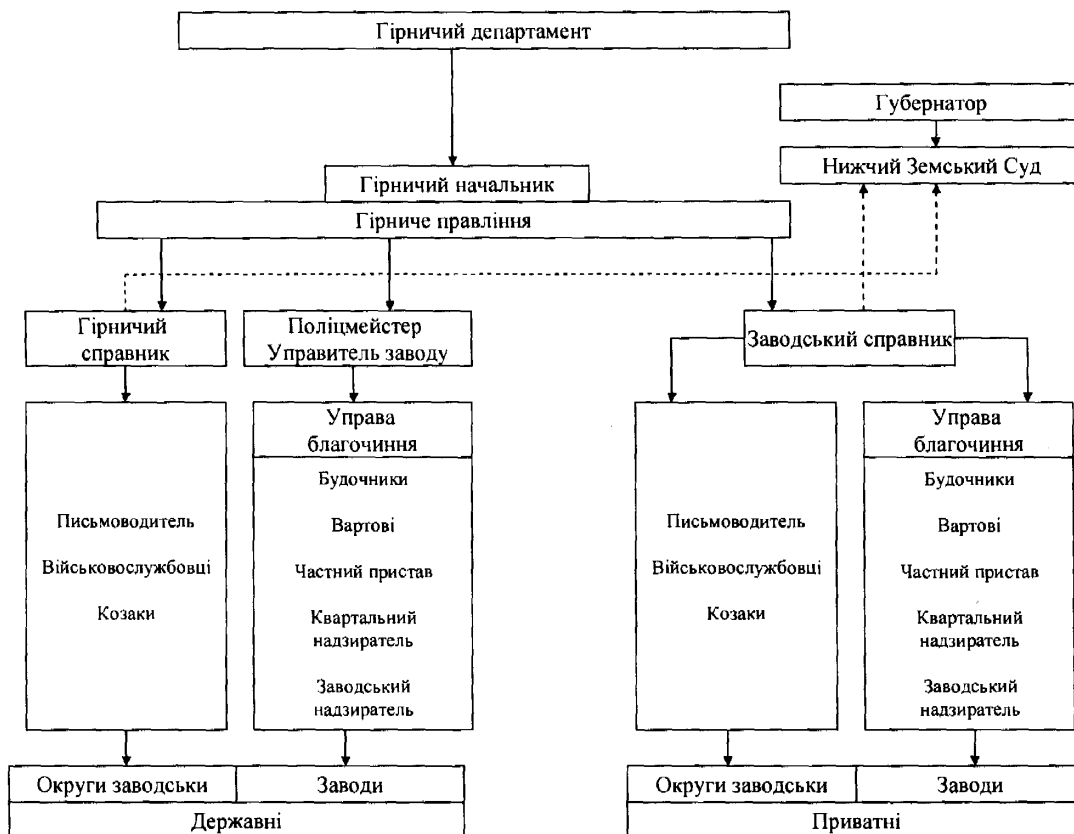 Гірничий департамент
Губернатор
Нижчий Земський Суд
Гірничий начальник
Гірниче правління
Гірничий
справник
Поліцмейстер
Управитель заводу
Заводський справник
Письмоводитель
Військовослужбовці
Козаки
Управа
благочиння
Будочники
Вартові
Частний пристав
Квартальний
надзиратель
Заводський
надзиратель
Письмоводитель
Військовослужбовці
Козаки
Управа
благочиння
Будочники
Вартові
Частний пристав
Квартальний
надзиратель
Заводський
надзиратель
Округи заводськи
Заводи
Державні
Округи заводськи
Заводи
Приватні